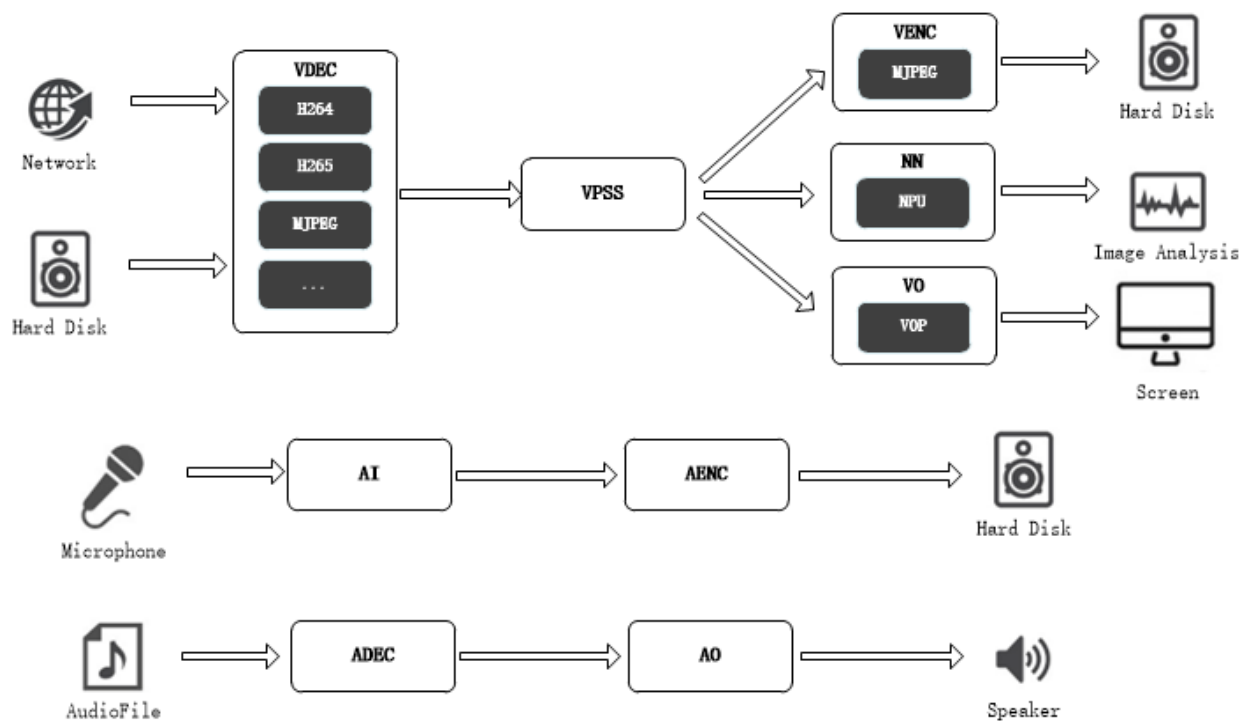 VENC
MJPEG
Hard Disk
VDEC
H264
H265
MJPEG
...
Network
Hard Disk
VPSS
NN
NPU
Image Analysis
VO
VOP
Screen
Microphone
AI
AENC
Hard Disk
AudioFile
ADEC
AO
Speaker